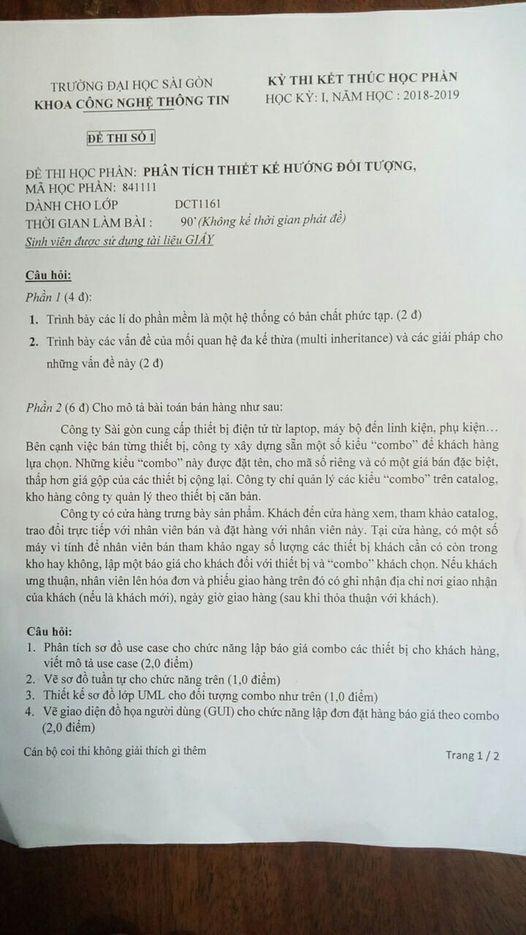 TRƯỜNG ĐẠI HỌC SÀI GÒN
KHOA CÔNG NGHỆ THÔNG TIN
KỲ THI KẾT THÚC HỌC PHẦN
HỌC KỲ: I, NĂM HỌC : 2018-2019
ĐỀ THI SỐ 1
ĐỀ THI HỌC PHẦN: PHÂN TÍCH THIẾT KẾ HƯỚNG ĐỐI TƯỢNG,
MÃ HỌC PHẦN: 841111
DÀNH CHO LỚP DCT1161
THỜI GIAN LÀM BÀI : 90’(Không kể thời gian phát đề)
Sinh viên được sử dụng tài liệu GIẤY
Câu hỏi:
Phần 1 (4 đ):
1. Trình bày các lí do phần mềm là một hệ thống có bản chất phức tạp. (2 đ)
2. Trình bày các vấn đề của mối quan hệ đa kế thừa (multi inheritance) và các giải pháp cho
những vấn đề này (2 đ)
Phần 2 (6 đ) Cho mô tả bài toán bán hàng như sau:
Công ty Sài gòn cung cấp thiết bị điện tử từ laptop, máy bộ đến linh kiện, phụ kiện…
Bên cạnh việc bán từng thiết bị, công ty xây dựng sẵn một số kiểu “combo” để khách hàng
lựa chọn. Những kiểu “combo” này được đặt tên, cho mã số riêng và có một giá bán đặc biệt,
thấp hơn giá gộp của các thiết bị cộng lại. Công ty chỉ quản lý các kiểu “combo” trên catalog,
kho hàng công ty quản lý theo thiết bị căn bản.
Công ty có cửa hàng trưng bày sản phẩm. Khách đến cửa hàng xem, tham khảo catalog,
trao đổi trực tiếp với nhân viên bán và đặt hàng với nhân viên này. Tại cửa hàng, có một số
máy vi tính để nhân viên bán tham khảo ngay số lượng các thiết bị khách cần có còn trong
kho hay không, lập một báo giá cho khách đối với thiết bị và “combo” khách chọn. Nếu khách
ưng thuận, nhân viên lên hóa đơn và phiếu giao hàng trên đó có ghi nhận địa chỉ nơi giao nhận
của khách (nếu là khách mới), ngày giờ giao hàng (sau khi thỏa thuận với khách).
Câu hỏi:
1. Phân tích sơ đồ use case cho chức năng lập báo giá combo các thiết bị cho khách hàng,
viết mô tả use case (2,0 điểm)
2. Vẽ sơ đồ tuần tự cho chức năng trên (1,0 điểm)
3. Thiết kế sơ đồ lớp UML cho đối tượng combo như trên (1,0 điểm)
4. Vẽ giao diện đồ họa người dùng (GUI) cho chức năng lập đơn đặt hàng báo giá theo combo
(2,0 điểm)
Cán bộ coi thi không giải thích gì thêm
Trang 1 / 2